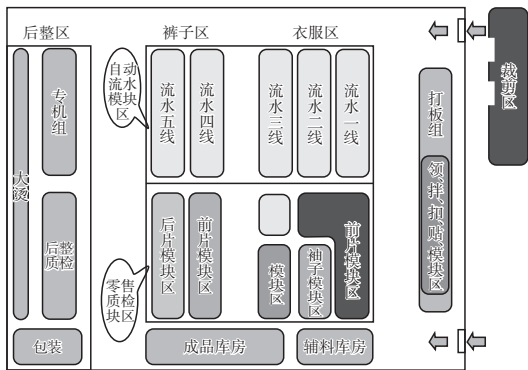 后整区
裤子区
衣服区
大烫
专机组
后整质检
包装
自动流水模块区
零售质检块区
流水五线
流水四线
流水三线
流水二线
流水一线
后片模块区
前片模块区
模块区
袖子模块区
前片模块区
成品库房
辅料库房
打板组
领、拌、扣、贴、模块区
裁剪区